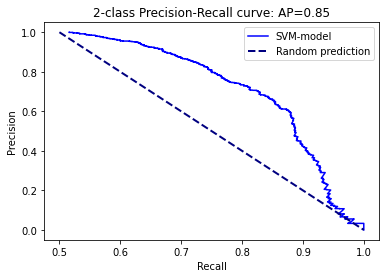 2-class Precision-Recall curve: AP=0.85
SVM-model
Random prediction
Precision
1.0
0.8
0.6
0.4
0.2
0.0
0.5 0.6 0.7 0.8 0.9 1.0
Recall